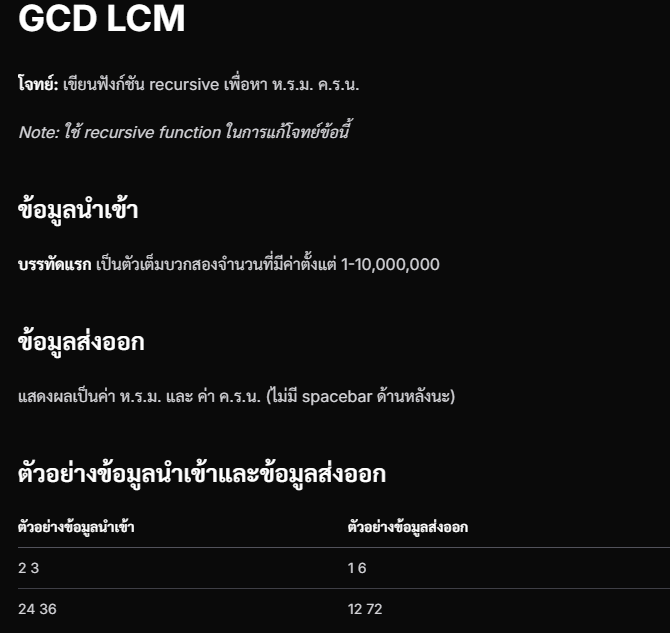 GCD LCM
โจทย์: เขียนฟังก์ชัน recursive เพื่อหา ห.ร.ม. ค.ร.น.
Note: ใช้ recursive function ในการแก้โจทย์ข้อนี้
ข้อมูลนำเข้า
บรรทัดแรก เป็นตัวเต็มบวกสองจำนวนที่มีค่าตั้งแต่ 1-10,000,000
ข้อมูลส่งออก
แสดงผลเป็นค่า ห.ร.ม. และ ค่า ค.ร.น. (ไม่มี spacebar ด้านหลังนะ)
ตัวอย่างข้อมูลนำเข้าและข้อมูลส่งออก
ตัวอย่างข้อมูลนำเข้า ตัวอย่างข้อมูลส่งออก
2 3 1 6
24 36 12 72